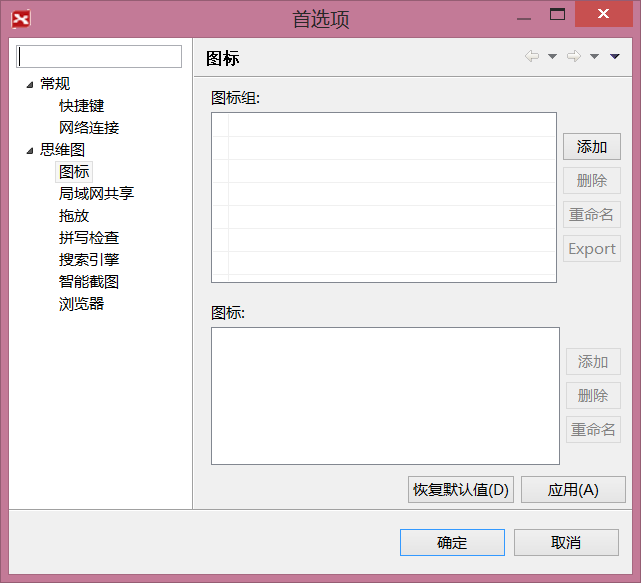 首选项
常规
快捷键
网络连接
思维图
图标
局域网共享
拖放
拼写检查
搜索引擎
智能截图
浏览器
图标
图标组:
添加
删除
重命名
Export
图标:
添加
删除
重命名
恢复默认值(D)
应用(A)
确定
取消